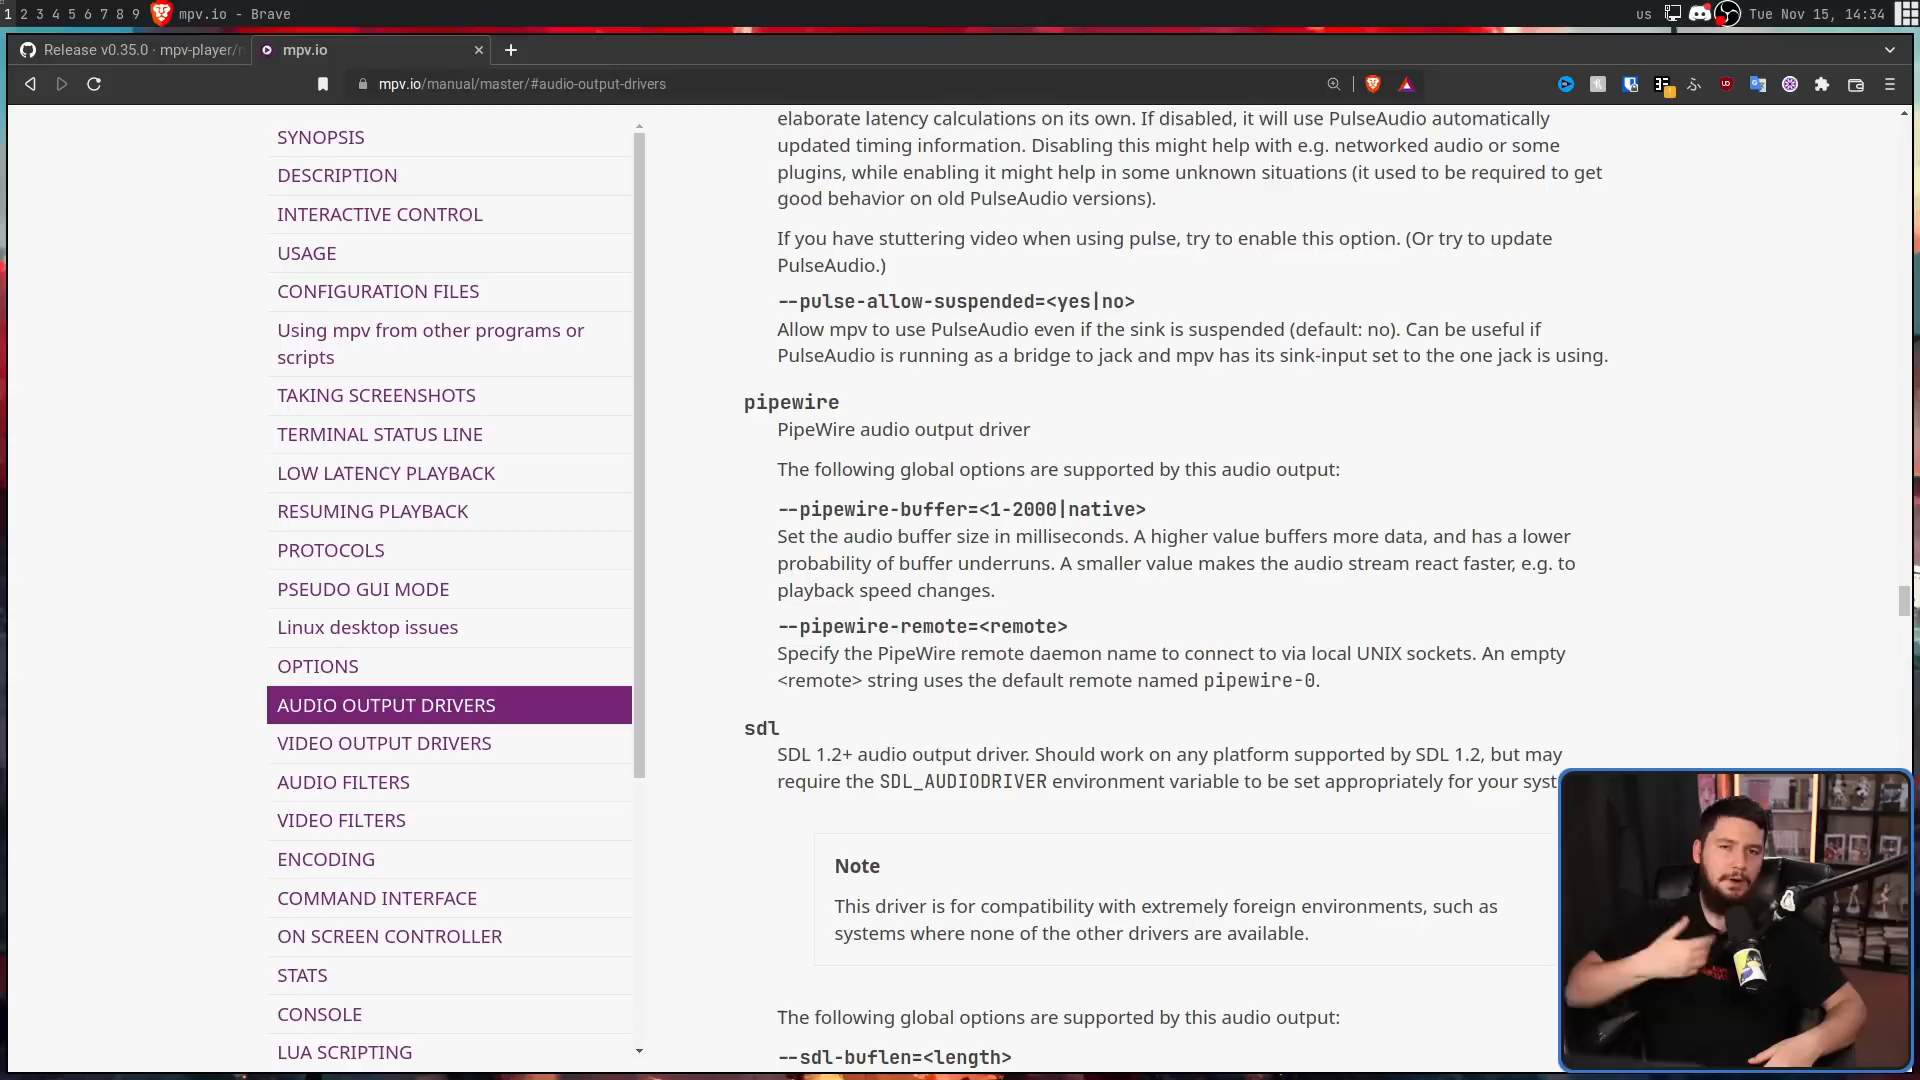 1 2 3 4 5 6 7 8 9 mpv.io - Brave
us Tue Nov 15, 14:34
Release v0.35.0 · mpv-player/
mpv.io
mpv.io/manual/master/#audio-output-drivers
SYNOPSIS
DESCRIPTION
INTERACTIVE CONTROL
USAGE
CONFIGURATION FILES
Using mpv from other programs or
scripts
TAKING SCREENSHOTS
TERMINAL STATUS LINE
LOW LATENCY PLAYBACK
RESUMING PLAYBACK
PROTOCOLS
PSEUDO GUI MODE
Linux desktop issues
OPTIONS
AUDIO OUTPUT DRIVERS
VIDEO OUTPUT DRIVERS
AUDIO FILTERS
VIDEO FILTERS
ENCODING
COMMAND INTERFACE
ON SCREEN CONTROLLER
STATS
CONSOLE
LUA SCRIPTING
elaborate latency calculations on its own. If disabled, it will use PulseAudio automatically
updated timing information. Disabling this might help with e.g. networked audio or some
plugins, while enabling it might help in some unknown situations (it used to be required to get
good behavior on old PulseAudio versions).
If you have stuttering video when using pulse, try to enable this option. (Or try to update
PulseAudio.)
--pulse-allow-suspended=<yes|no>
Allow mpv to use PulseAudio even if the sink is suspended (default: no). Can be useful if
PulseAudio is running as a bridge to jack and mpv has its sink-input set to the one jack is using.
pipewire
PipeWire audio output driver
The following global options are supported by this audio output:
--pipewire-buffer=<1-2000|native>
Set the audio buffer size in milliseconds. A higher value buffers more data, and has a lower
probability of buffer underruns. A smaller value makes the audio stream react faster, e.g. to
playback speed changes.
--pipewire-remote=<remote>
Specify the PipeWire remote daemon name to connect to via local UNIX sockets. An empty
<remote> string uses the default remote named pipewire-0.
sdl
SDL 1.2+ audio output driver. Should work on any platform supported by SDL 1.2, but may
require the SDL_AUDIODRIVER environment variable to be set appropriately for your syst
Note
This driver is for compatibility with extremely foreign environments, such as
systems where none of the other drivers are available.
The following global options are supported by this audio output:
--sdl-buflen=<length>